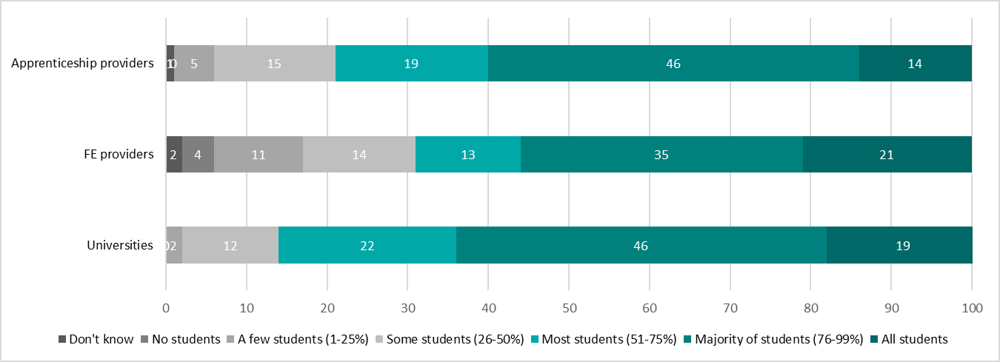 Apprenticeship providers 1 0 5 15 19 46 14
FE providers 2 4 11 14 13 35 21
Universities 0 2 12 22 46 19
0 10 20 30 40 50 60 70 80 90 100
Don't know No students A few students (1-25%) Some students (26-50%) Most students (51-75%) Majority of students (76-99%) All students